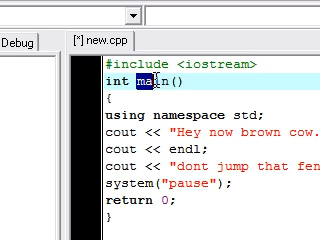 Debug
[*] new.cpp
#include <iostream>
int main()
{
using namespace std;
cout << "Hey now brown cow.
cout << endl;
cout << "dont jump that fen
system("pause");
return 0;
}